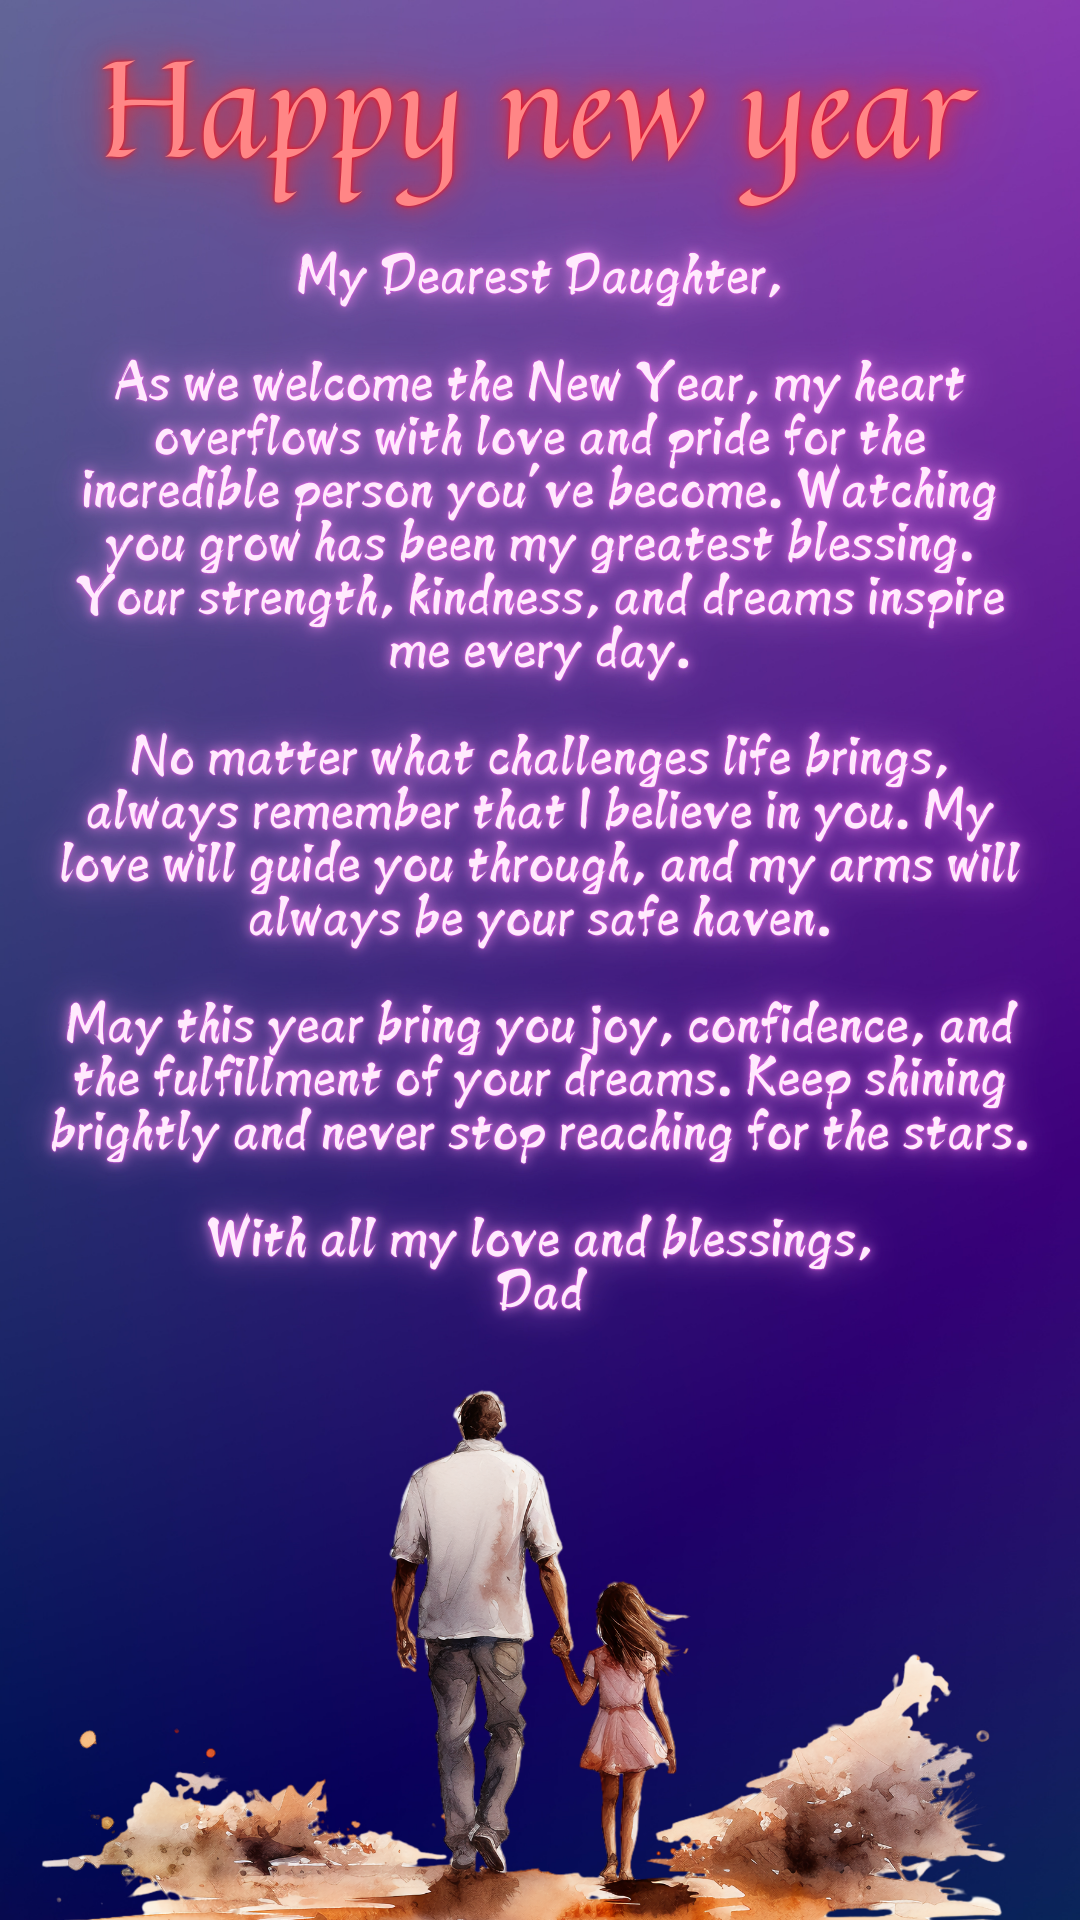 Happy new year
My Dearest Daughter,
As we welcome the New Year, my heart
overflows with love and pride for the
incredible person you've become. Watching
you grow has been my greatest blessing.
Your strength, kindness, and dreams inspire
me every day.
No matter what challenges life brings,
always remember that I believe in you. My
love will guide you through, and my arms will
always be your safe haven.
May this year bring you joy, confidence, and
the fulfillment of your dreams. Keep shining
brightly and never stop reaching for the stars.
With all my love and blessings,
Dad